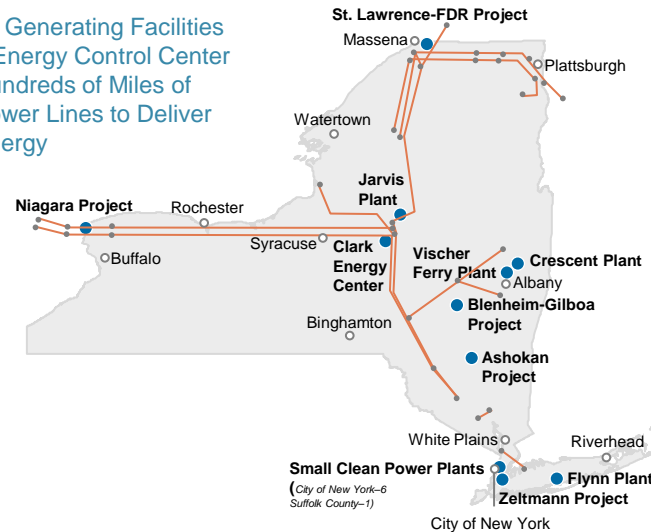 Generating Facilities
Energy Control Center
ndreds of Miles of
wer Lines to Deliver
ergy
St. Lawrence-FDR Project
Massena
Plattsburgh
Watertown
Jarvis
Plant
Niagara Project
Rochester
Syracuse
Buffalo
Clark
Energy
Center
Vischer
Ferry Plant
Crescent Plant
Albany
Blenheim-Gilboa
Project
Binghamton
Ashokan
Project
White Plains
Riverhead
Small Clean Power Plants
(City of New York–6
Suffolk County–1)
Flynn Plant
Zeltmann Project
City of New York